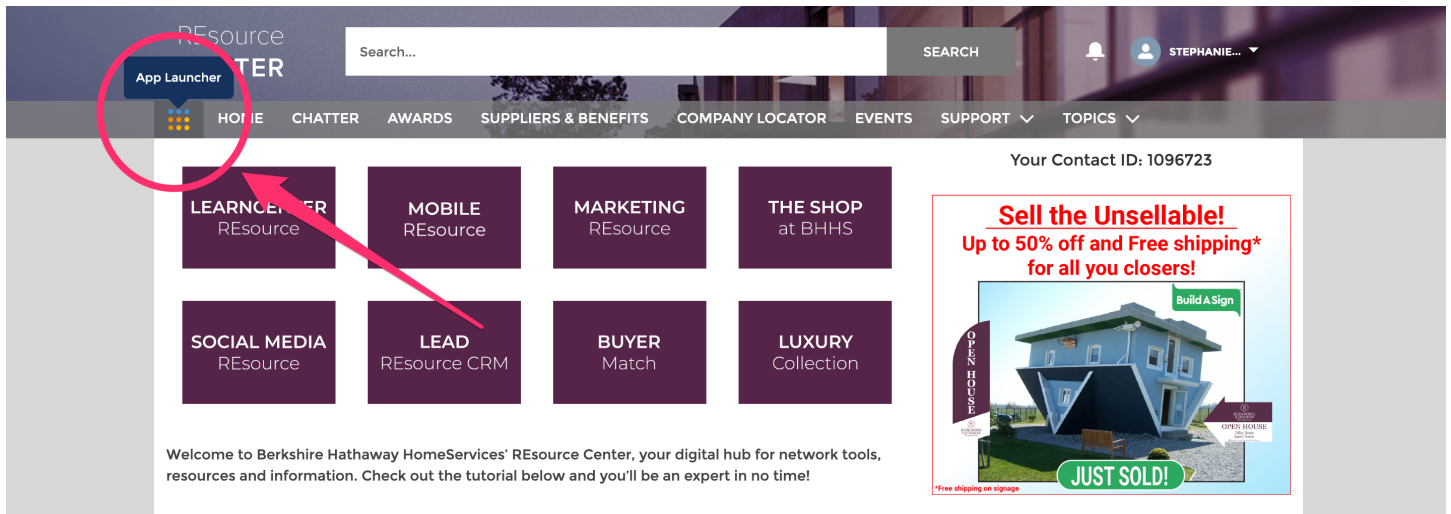 REsource
TER
App Launcher
Search...
SEARCH
STEPHANIE...
HOME CHATTER AWARDS SUPPLIERS & BENEFITS COMPANY LOCATOR EVENTS SUPPORT TOPICS
LEARNCENTER
REsource
MOBILE
REsource
MARKETING
REsource
THE SHOP
at BHHS
SOCIAL MEDIA
REsource
LEAD
REsource CRM
BUYER
Match
LUXURY
Collection
Welcome to Berkshire Hathaway HomeServices’ REsource Center, your digital hub for network tools,
resources and information. Check out the tutorial below and you’ll be an expert in no time!
Your Contact ID: 1096723
Sell the Unsellable!
Up to 50% off and Free shipping*
for all you closers!
Build A Sign
OPEN HOUSE
OPEN HOUSE
JUST SOLD!
*Free shipping on signage